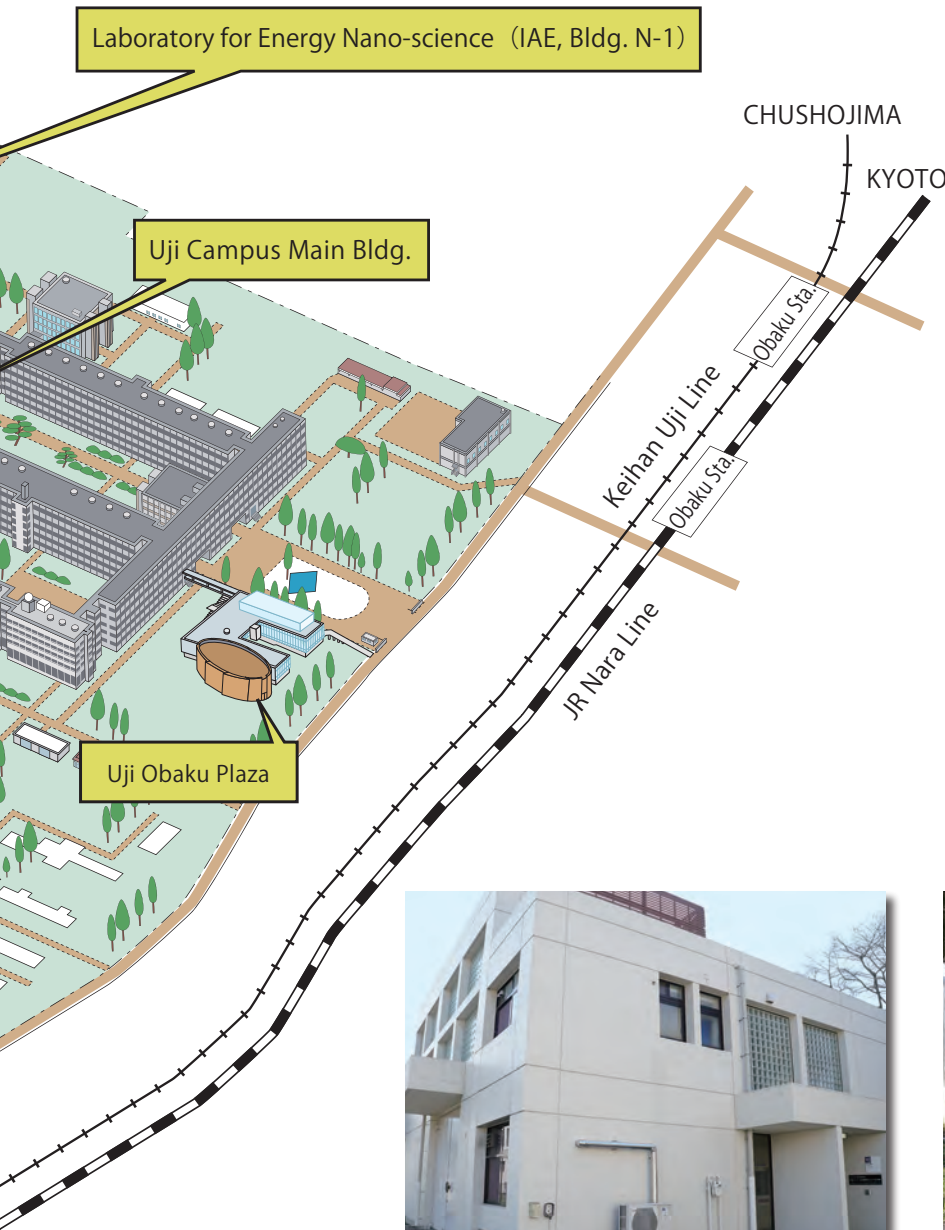 Laboratory for Energy Nano-science（IAE, Bldg. N-1）
CHUSHOJIMA
KYOTO
Uji Campus Main Bldg.
Obaku Sta.
Keihan Uji Line
Obaku Sta.
JR Nara Line
Uji Obaku Plaza